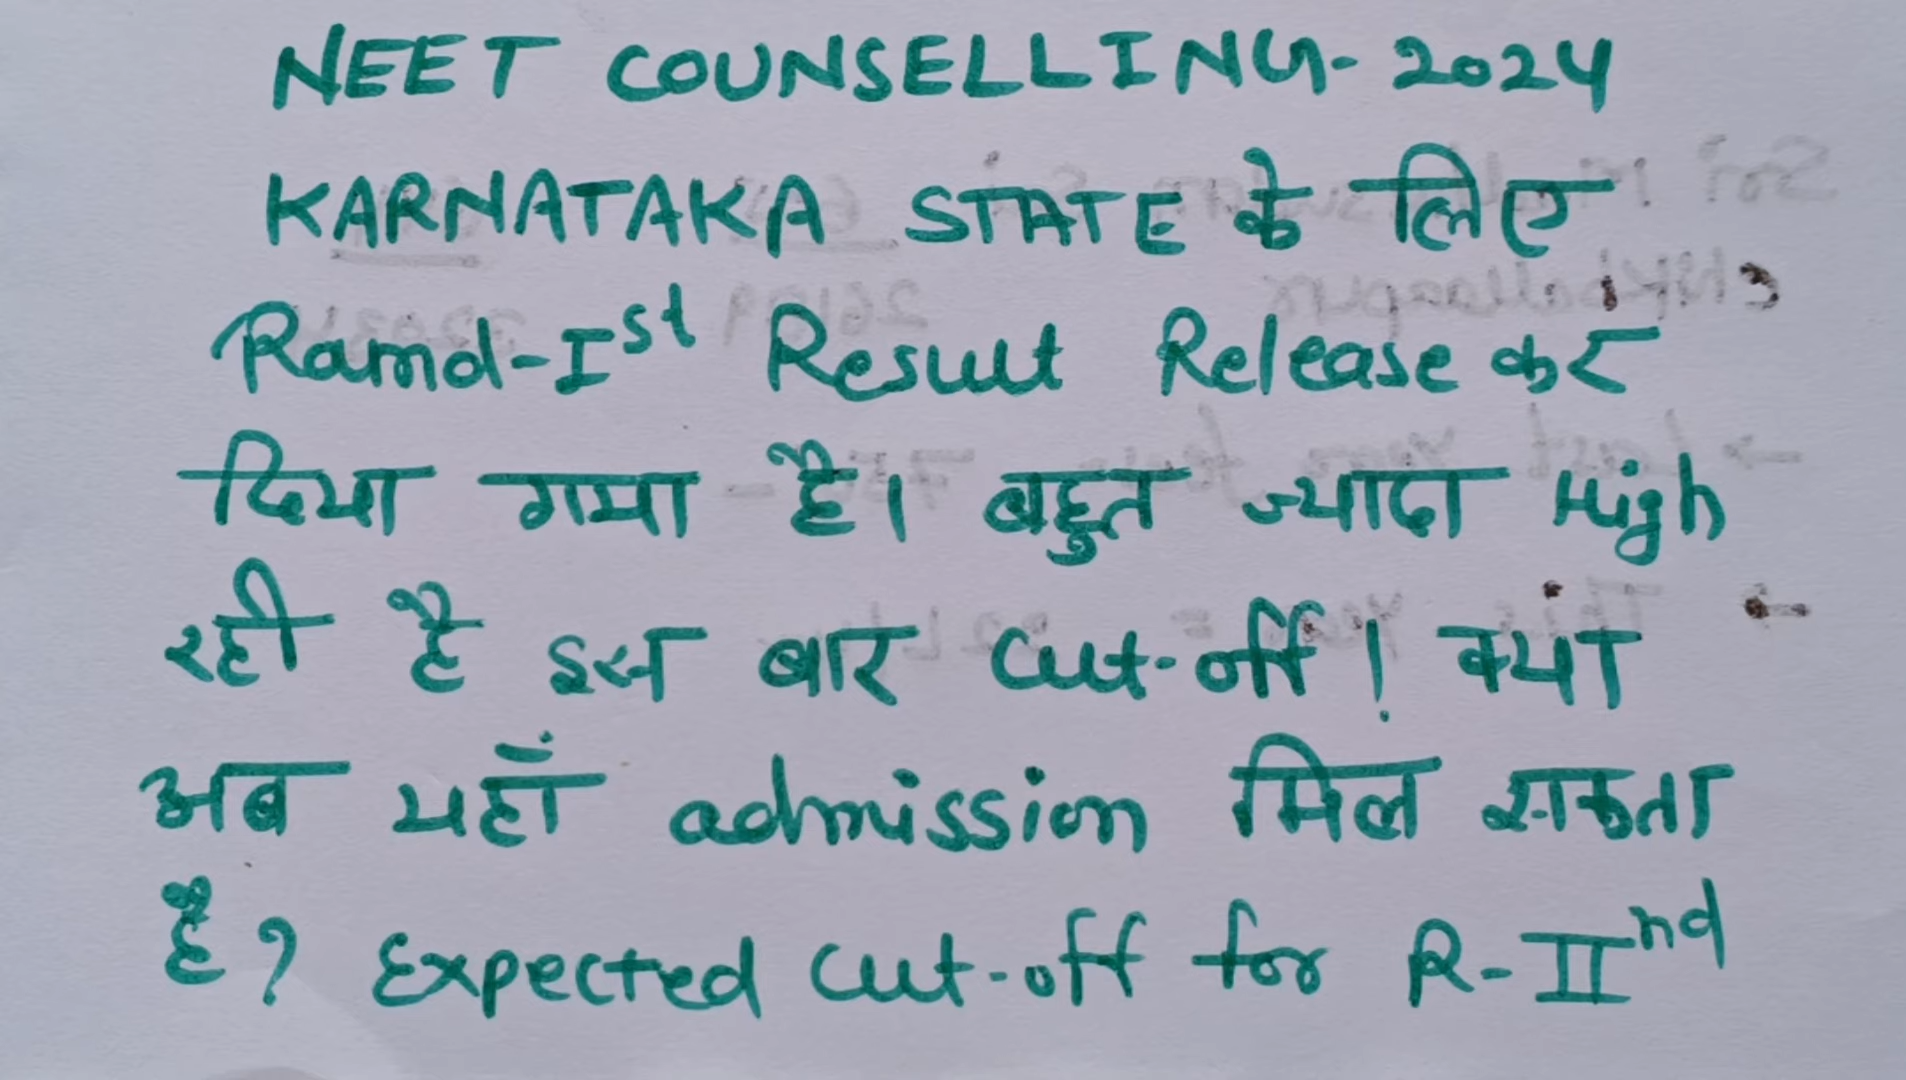 NEET COUNSELLING-2024
KARNATAKA STATE के लिए
Rannd-Ist Result Release कर
दिया गया है। बहुत ज्यादा High
रही है इस बार cut-off! क्या
अब यहाँ admission मिल सकता
है? Expected cut-off for R-IInd